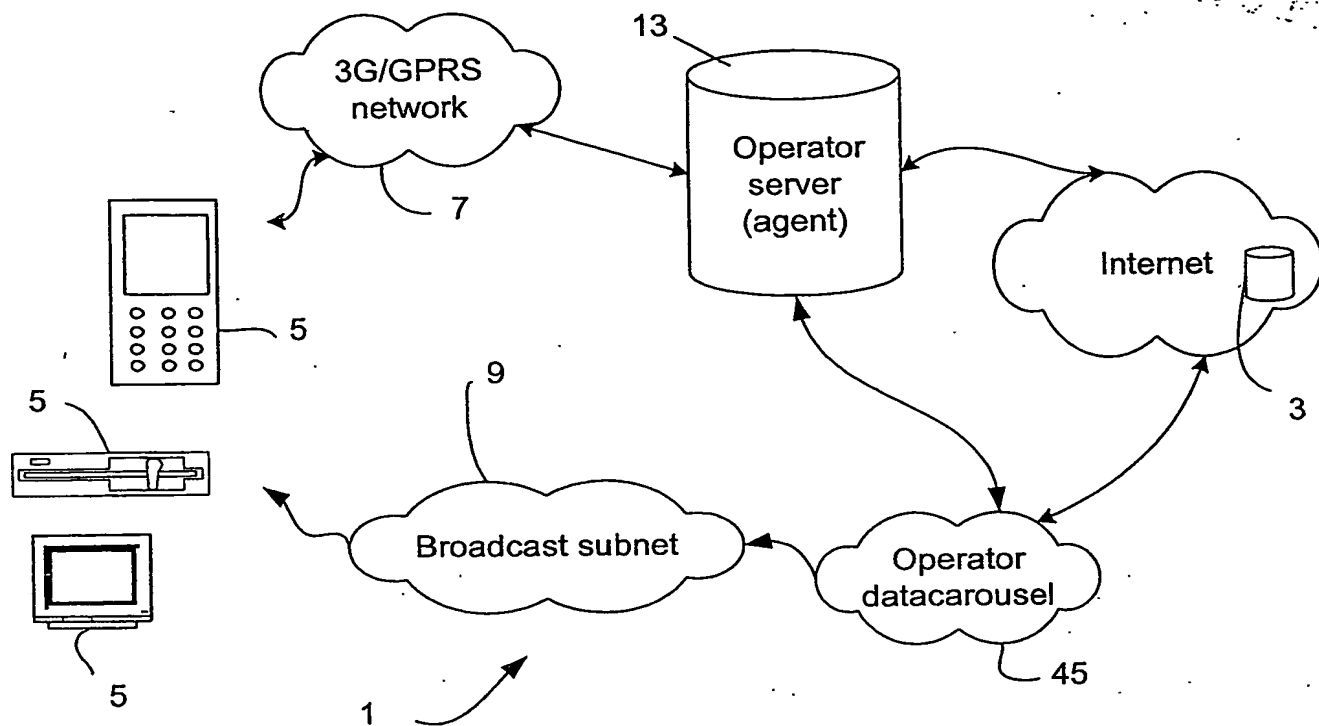 13
3G/GPRS
network
Operator
server
(agent)
7
Internet
5
3
9
5
Broadcast subnet
Operator
datacarousel
5
45
1